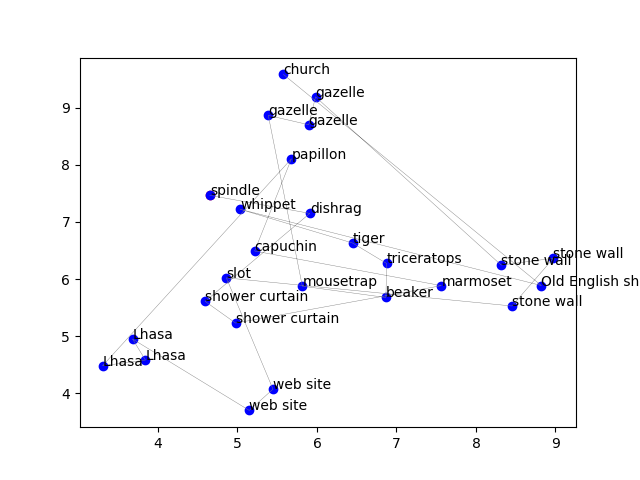 church
gazelle
gazelle
gazelle
papillon
spindle
whippet
dishrag
tiger
capuchin
triceratops
stone wall
stone wall
slot
mousetrap
marmoset
Old English sh
beaker
shower curtain
stone wall
shower curtain
Lhasa
Lhasa
Lhasa
web site
web site
9
8
7
6
5
4
4 5 6 7 8 9